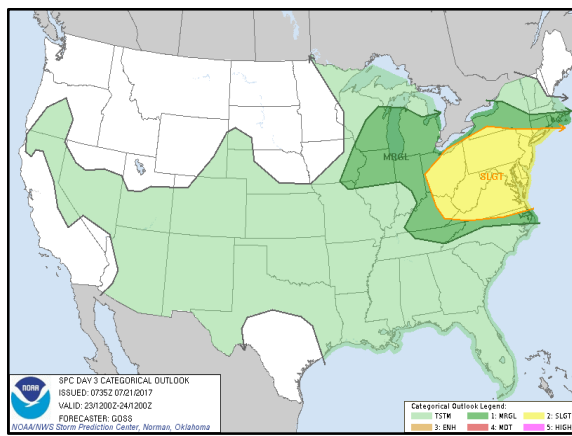 MRGL
SLGT
SPC DAY 3 CATEGORICAL OUTLOOK
ISSUED: 0735Z 07/21/2017
VALID: 23/1200Z-24/1200Z
FORECASTER: GOSS
NOAA/NWS Storm Prediction Center, Norman, Oklahoma
NOAA
Categorical Outlook Legend:
TSTM 1: MRGL 2: SLGT
3: ENH 4: MDT 5: HIGH